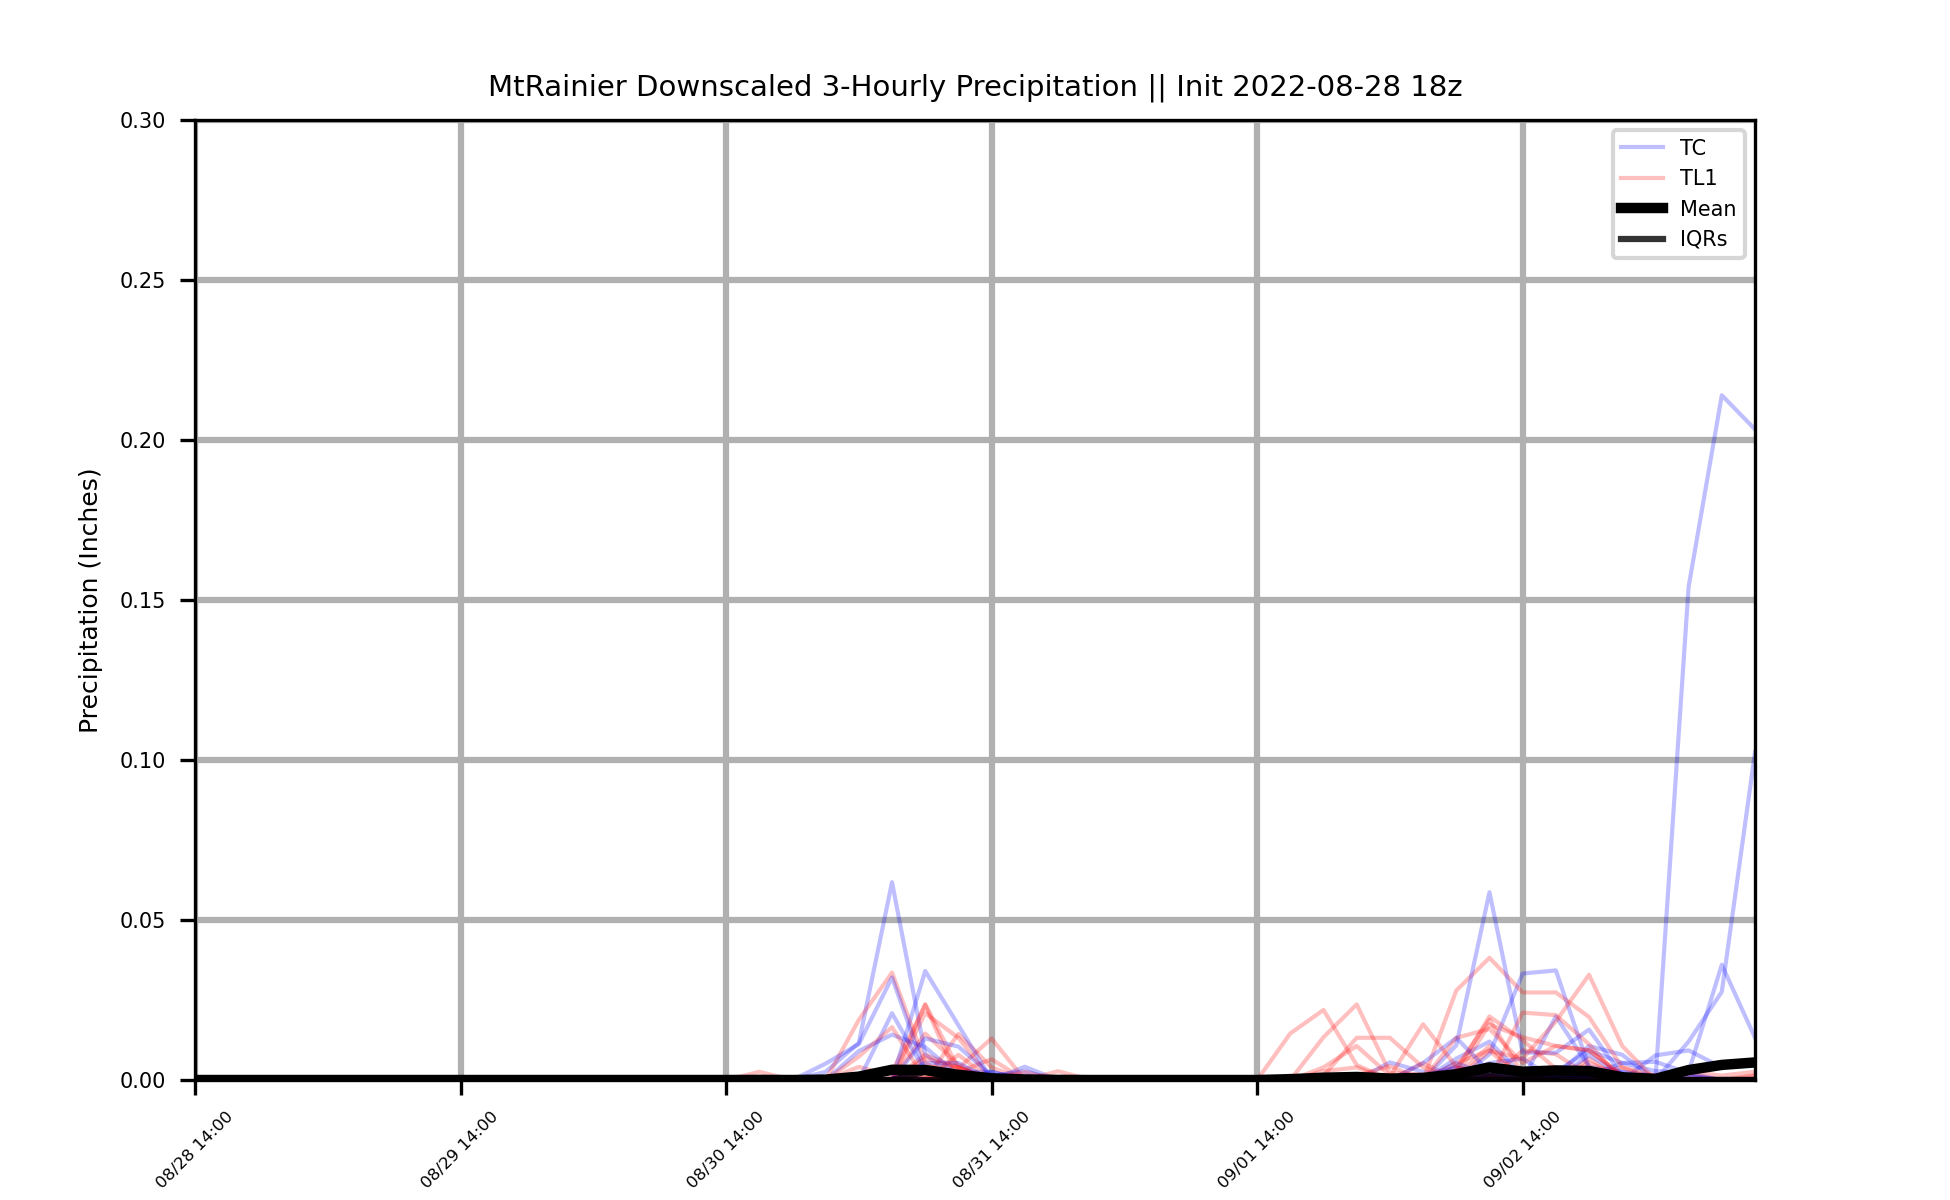 MtRainier Downscaled 3-Hourly Precipitation || Init 2022-08-28 18z
TC
TL1
Mean
IQRs
Precipitation (Inches)
0.30
0.25
0.20
0.15
0.10
0.05
0.00
08/28 14:00
08/29 14:00
08/30 14:00
08/31 14:00
09/01 14:00
09/02 14:00